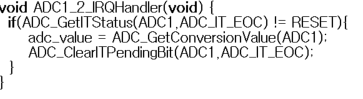 void ADC1_2_IRQHandler(void) {
if(ADC_GetITStatus(ADC1,ADC_IT_EOC) != RESET){
adc_value = ADC_GetConversionValue(ADC1);
ADC_ClearITPendingBit(ADC1,ADC_IT_EOC);
}
}